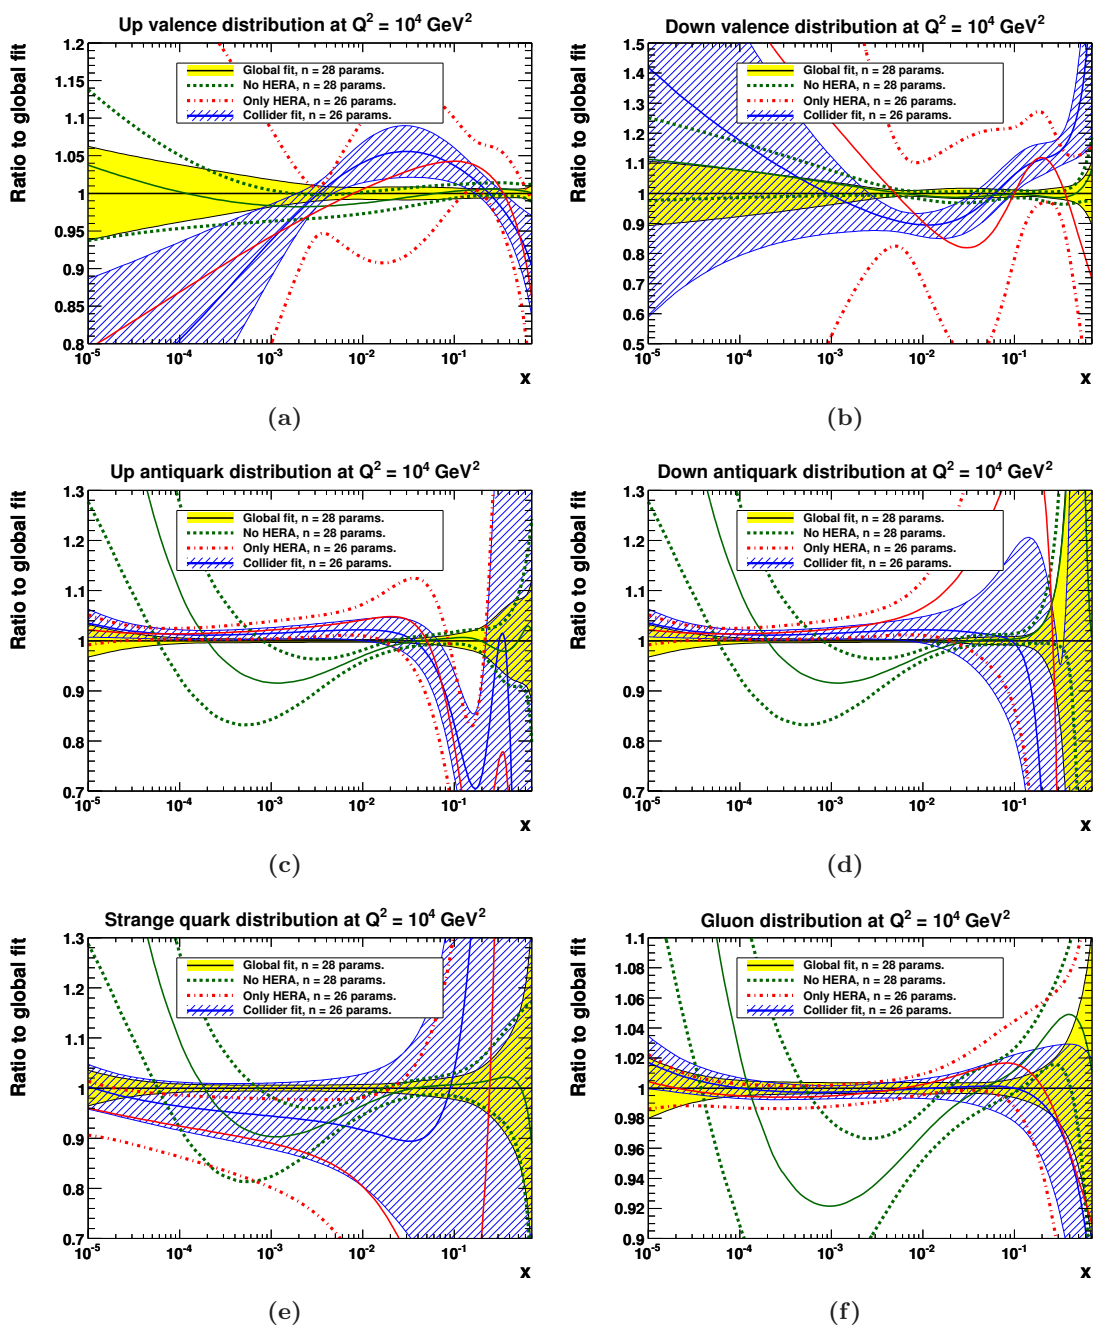 Up valence distribution at Q² = 10⁴ GeV²
Ratio to global fit
1.2
1.15
1.1
1.05
1
0.95
0.9
0.85
0.8
Global fit, n = 28 params.
No HERA, n = 28 params.
Only HERA, n = 26 params.
Collider fit, n = 26 params.
10⁻⁵ 10⁻⁴ 10⁻³ 10⁻² 10⁻¹
x
(a)
Down valence distribution at Q² = 10⁴ GeV²
Ratio to global fit
1.5
1.4
1.3
1.2
1.1
1
0.9
0.8
0.7
0.6
0.5
Global fit, n = 28 params.
No HERA, n = 28 params.
Only HERA, n = 26 params.
Collider fit, n = 26 params.
10⁻⁵ 10⁻⁴ 10⁻³ 10⁻² 10⁻¹
x
(b)
Up antiquark distribution at Q² = 10⁴ GeV²
Ratio to global fit
1.3
1.2
1.1
1
0.9
0.8
0.7
Global fit, n = 28 params.
No HERA, n = 28 params.
Only HERA, n = 26 params.
Collider fit, n = 26 params.
10⁻⁵ 10⁻⁴ 10⁻³ 10⁻² 10⁻¹
x
(c)
Down antiquark distribution at Q² = 10⁴ GeV²
Ratio to global fit
1.3
1.2
1.1
1
0.9
0.8
0.7
Global fit, n = 28 params.
No HERA, n = 28 params.
Only HERA, n = 26 params.
Collider fit, n = 26 params.
10⁻⁵ 10⁻⁴ 10⁻³ 10⁻² 10⁻¹
x
(d)
Strange quark distribution at Q² = 10⁴ GeV²
Ratio to global fit
1.3
1.2
1.1
1
0.9
0.8
0.7
Global fit, n = 28 params.
No HERA, n = 28 params.
Only HERA, n = 26 params.
Collider fit, n = 26 params.
10⁻⁵ 10⁻⁴ 10⁻³ 10⁻² 10⁻¹
x
(e)
Gluon distribution at Q² = 10⁴ GeV²
Ratio to global fit
1.1
1.08
1.06
1.04
1.02
1
0.98
0.96
0.94
0.92
0.9
Global fit, n = 28 params.
No HERA, n = 28 params.
Only HERA, n = 26 params.
Collider fit, n = 26 params.
10⁻⁵ 10⁻⁴ 10⁻³ 10⁻² 10⁻¹
x
(f)